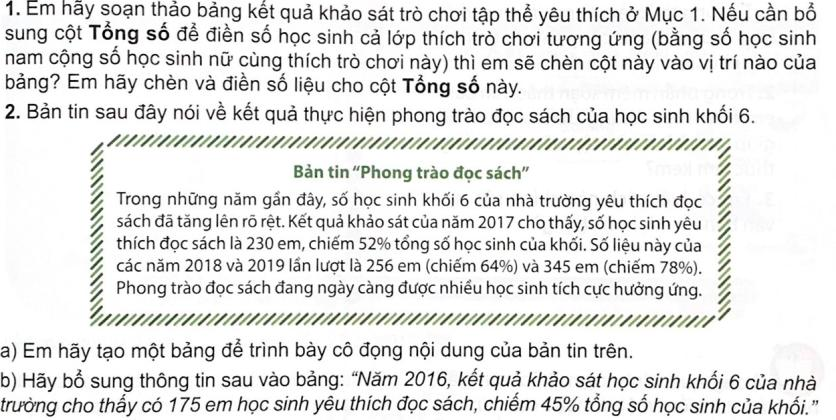 1. Em hãy soạn thảo bảng kết quả khảo sát trò chơi tập thể yêu thích ở Mục 1. Nếu cần bổ
sung cột Tổng số để điền số học sinh cả lớp thích trò chơi tương ứng (bằng số học sinh
nam cộng số học sinh nữ cùng thích trò chơi này) thì em sẽ chèn cột này vào vị trí nào của
bảng? Em hãy chèn và điền số liệu cho cột Tổng số này.
2. Bản tin sau đây nói về kết quả thực hiện phong trào đọc sách của học sinh khối 6.
Bản tin “Phong trào đọc sách”
Trong những năm gần đây, số học sinh khối 6 của nhà trường yêu thích đọc
sách đã tăng lên rõ rệt. Kết quả khảo sát của năm 2017 cho thấy, số học sinh yêu
thích đọc sách là 230 em, chiếm 52% tổng số học sinh của khối. Số liệu này của
các năm 2018 và 2019 lần lượt là 256 em (chiếm 64%) và 345 em (chiếm 78%).
Phong trào đọc sách đang ngày càng được nhiều học sinh tích cực hưởng ứng.
a) Em hãy tạo một bảng để trình bày cô đọng nội dung của bản tin trên.
b) Hãy bổ sung thông tin sau vào bảng: “Năm 2016, kết quả khảo sát học sinh khối 6 của nhà
trường cho thấy có 175 em học sinh yêu thích đọc sách, chiếm 45% tổng số học sinh của khối.”